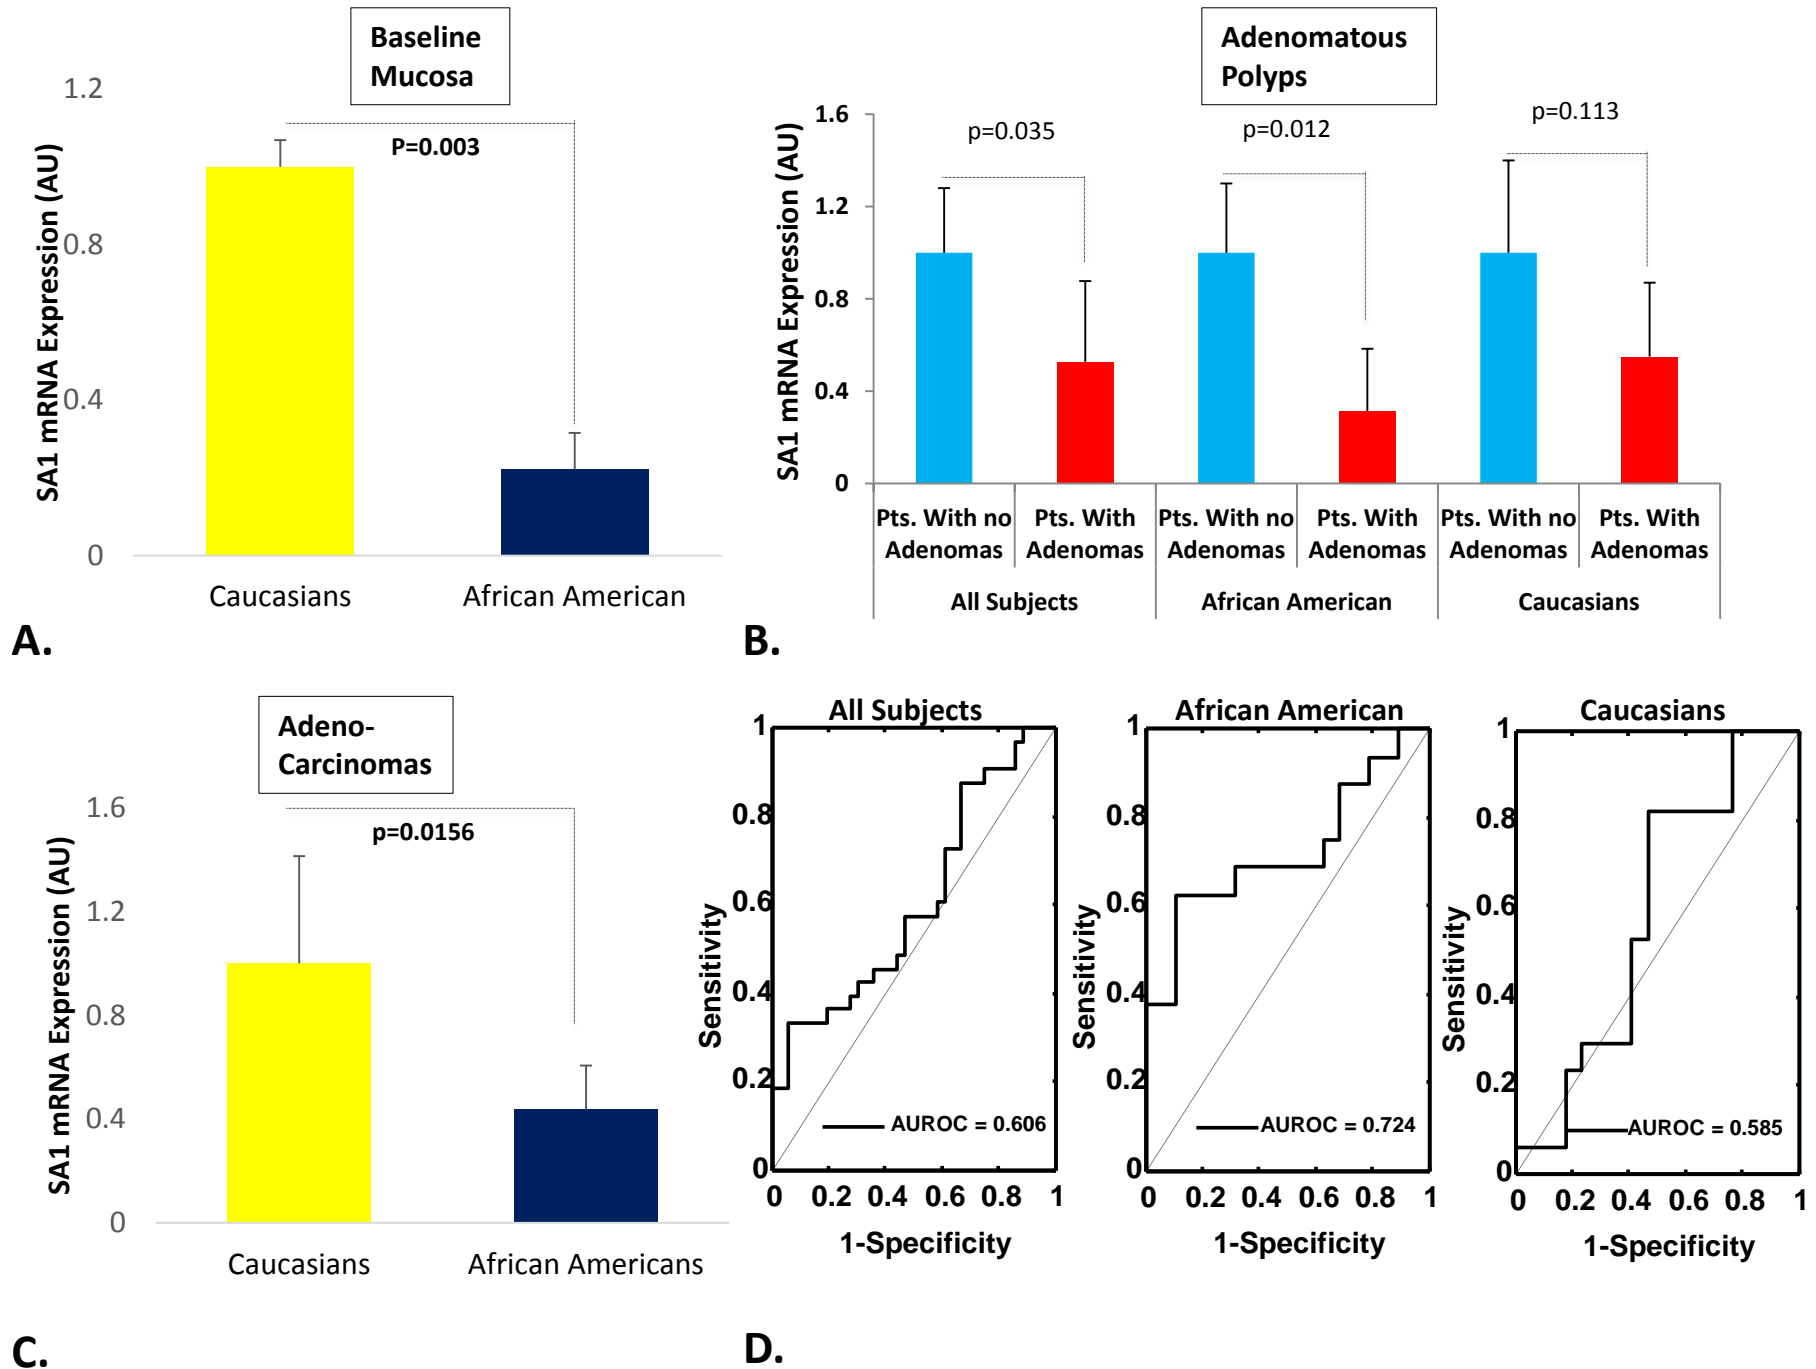 Baseline
Mucosa
SA1 mRNA Expression (AU)
1.2
0.8
0.4
0
P=0.003
Caucasians
African American
A.
Adenomatous
Polyps
SA1 mRNA Expression (AU)
1.6
1.2
0.8
0.4
0
p=0.035
p=0.012
p=0.113
Pts. With no
Adenomas
Pts. With
Adenomas
Pts. With no
Adenomas
Pts. With
Adenomas
Pts. With no
Adenomas
Pts. With
Adenomas
All Subjects
African American
Caucasians
B.
Adeno-
Carcinomas
SA1 mRNA Expression (AU)
1.6
1.2
0.8
0.4
0
p=0.0156
Caucasians
African Americans
C.
All Subjects
Sensitivity
1
0.8
0.6
0.4
0.2
0
AUROC = 0.606
0 0.2 0.4 0.6 0.8 1
1-Specificity
African American
Sensitivity
1
0.8
0.6
0.4
0.2
0
AUROC = 0.724
0 0.2 0.4 0.6 0.8 1
1-Specificity
Caucasians
Sensitivity
1
0.8
0.6
0.4
0.2
0
AUROC = 0.585
0 0.2 0.4 0.6 0.8 1
1-Specificity
D.